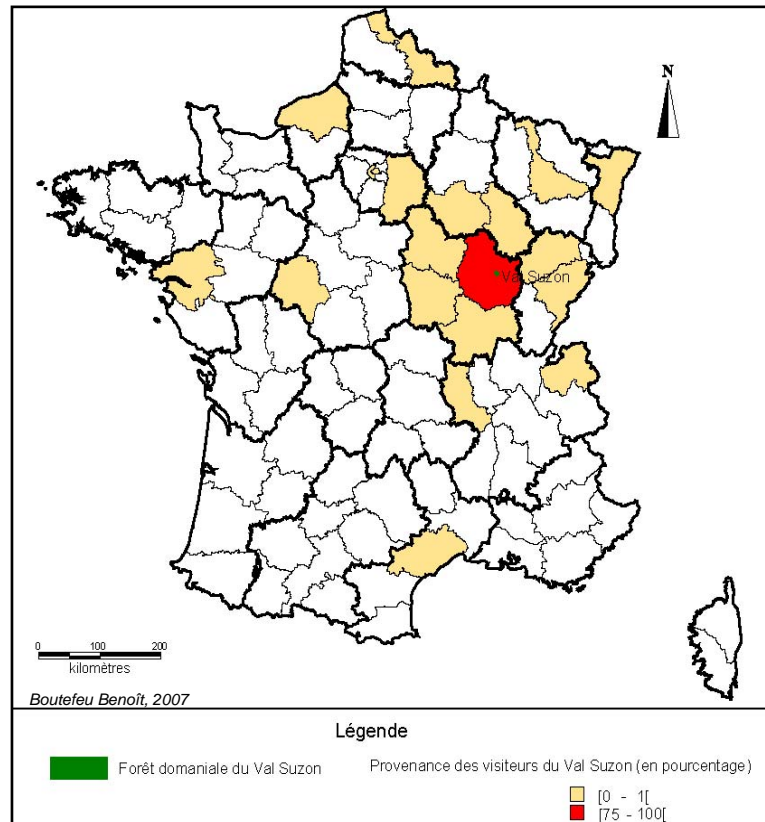 N
Val Suzon
0 100 200
kilomètres
Boutefeu Benoît, 2007
Légende
Forêt domaniale du Val Suzon
Provenance des visiteurs du Val Suzon (en pourcentage)
[0 - 1[
[75 - 100[